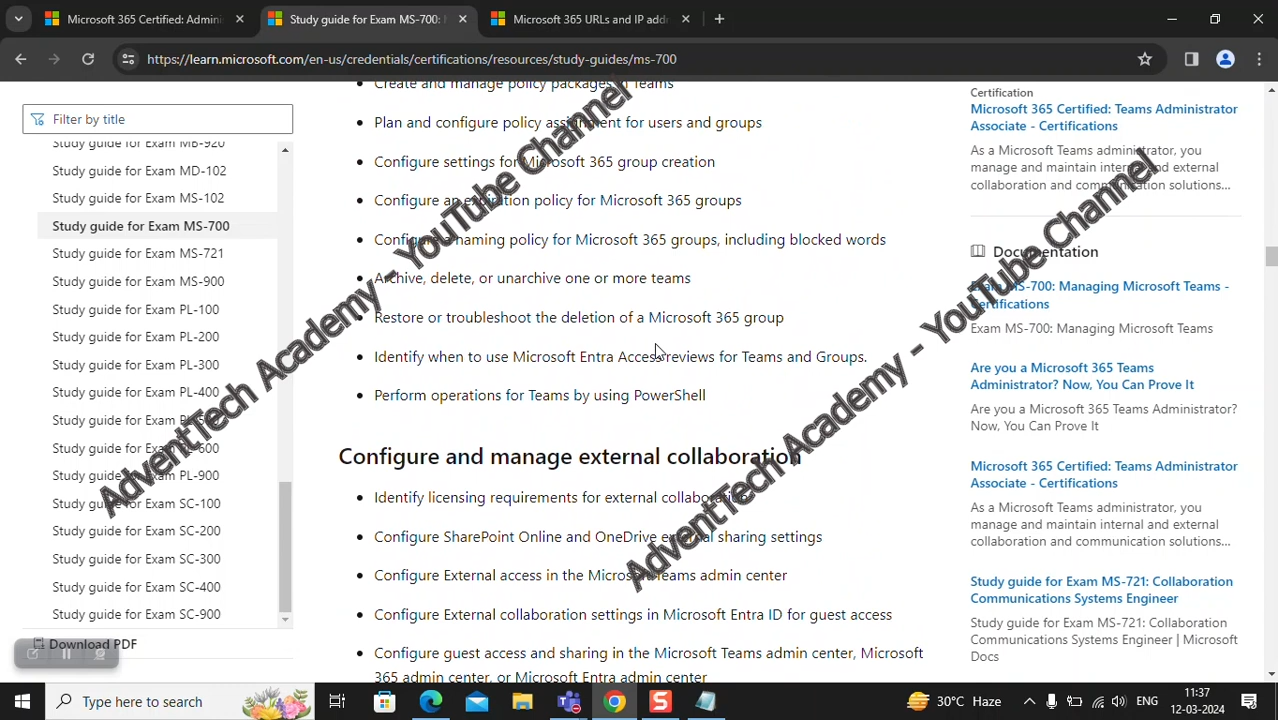 Microsoft 365 Certified: Admini
Study guide for Exam MS-700:
Microsoft 365 URLs and IP add
https://learn.microsoft.com/en-us/credentials/certifications/resources/study-guides/ms-700
Filter by title
Study guide for Exam MB-920
Study guide for Exam MD-102
Study guide for Exam MS-102
Study guide for Exam MS-700
Study guide for Exam MS-721
Study guide for Exam MS-900
Study guide for Exam PL-100
Study guide for Exam PL-200
Study guide for Exam PL-300
Study guide for Exam PL-400
Study guide for Exam
Study guide for Exam PL-600
Study guide for Exam PL-900
Study guide for Exam SC-100
Study guide for Exam SC-200
Study guide for Exam SC-300
Study guide for Exam SC-400
Study guide for Exam SC-900
Download PDF
Create and manage policy packages in Teams
Plan and configure policy assignment for users and groups
Configure settings for Microsoft 365 group creation
Configure an expiration policy for Microsoft 365 groups
Configure a naming policy for Microsoft 365 groups, including blocked words
Archive, delete, or unarchive one or more teams
Restore or troubleshoot the deletion of a Microsoft 365 group
Identify when to use Microsoft Entra Access reviews for Teams and Groups.
Perform operations for Teams by using PowerShell
Configure and manage external collaboration
Identify licensing requirements for external collaboration
Configure SharePoint Online and OneDrive external sharing settings
Configure External access in the Microsoft Teams admin center
Configure External collaboration settings in Microsoft Entra ID for guest access
Configure guest access and sharing in the Microsoft Teams admin center, Microsoft
365 admin center, or Microsoft Entra admin center
Certification
Microsoft 365 Certified: Teams Administrator
Associate - Certifications
As a Microsoft Teams administrator, you
manage and maintain internal and external
collaboration and communication solutions...
Documentation
Exam MS-700: Managing Microsoft Teams -
Certifications
Exam MS-700: Managing Microsoft Teams
Are you a Microsoft 365 Teams
Administrator? Now, You Can Prove It
Are you a Microsoft 365 Teams Administrator?
Now, You Can Prove It
Microsoft 365 Certified: Teams Administrator
Associate - Certifications
As a Microsoft Teams administrator, you
manage and maintain internal and external
collaboration and communication solutions...
Study guide for Exam MS-721: Collaboration
Communications Systems Engineer
Study guide for Exam MS-721: Collaboration
Communications Systems Engineer | Microsoft
Docs
AdventTech Academy - YouTube Channel
AdventTech Academy - YouTube Channel
Type here to search
30°C Haze
ENG
11:37
12-03-2024